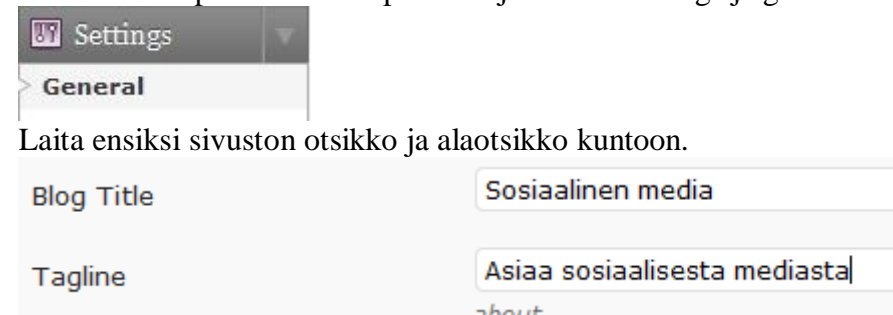 Settings
General
Laita ensiksi sivuston otsikko ja alaotsikko kuntoon.
Blog Title Sosiaalinen media
Tagline Asiaa sosiaalisesta mediasta